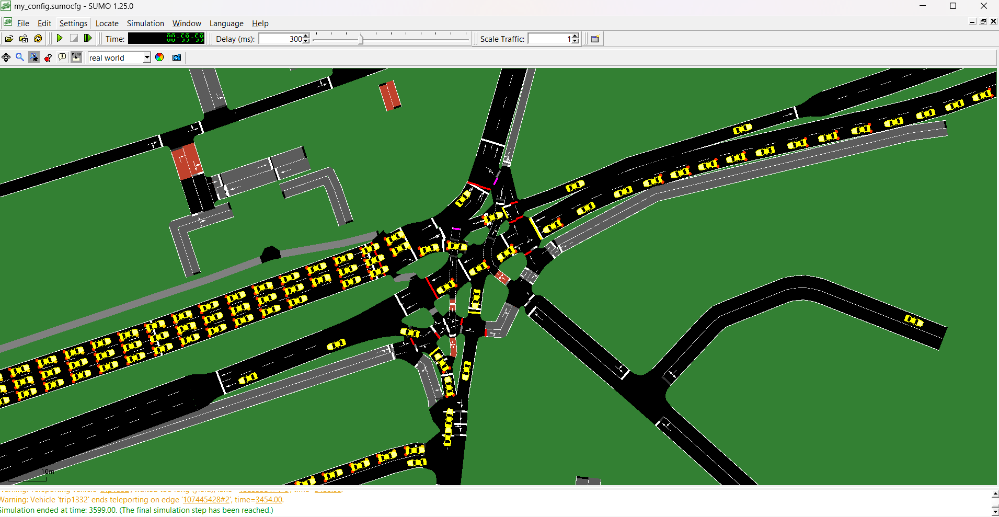 my_config.sumocfg - SUMO 1.25.0
File Edit Settings Locate Simulation Window Language Help
Time: 00-59-59 Delay (ms): 300 Scale Traffic: 1
MENU real world
10m
Warning: Vehicle 'trip1332' ends teleporting on edge '107445428#2', time=3454.00.
Simulation ended at time: 3599.00. (The final simulation step has been reached.)